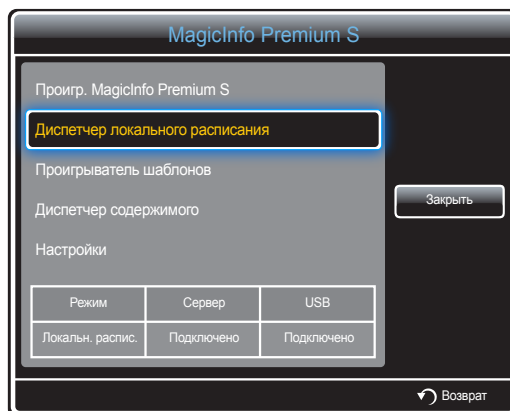 MagicInfo Premium S
Проигр. MagicInfo Premium S
Диспетчер локального расписания
Проигрыватель шаблонов
Диспетчер содержимого
Настройки
Закрыть
Режим Сервер USB
Локальн. распис. Подключено Подключено
Возврат